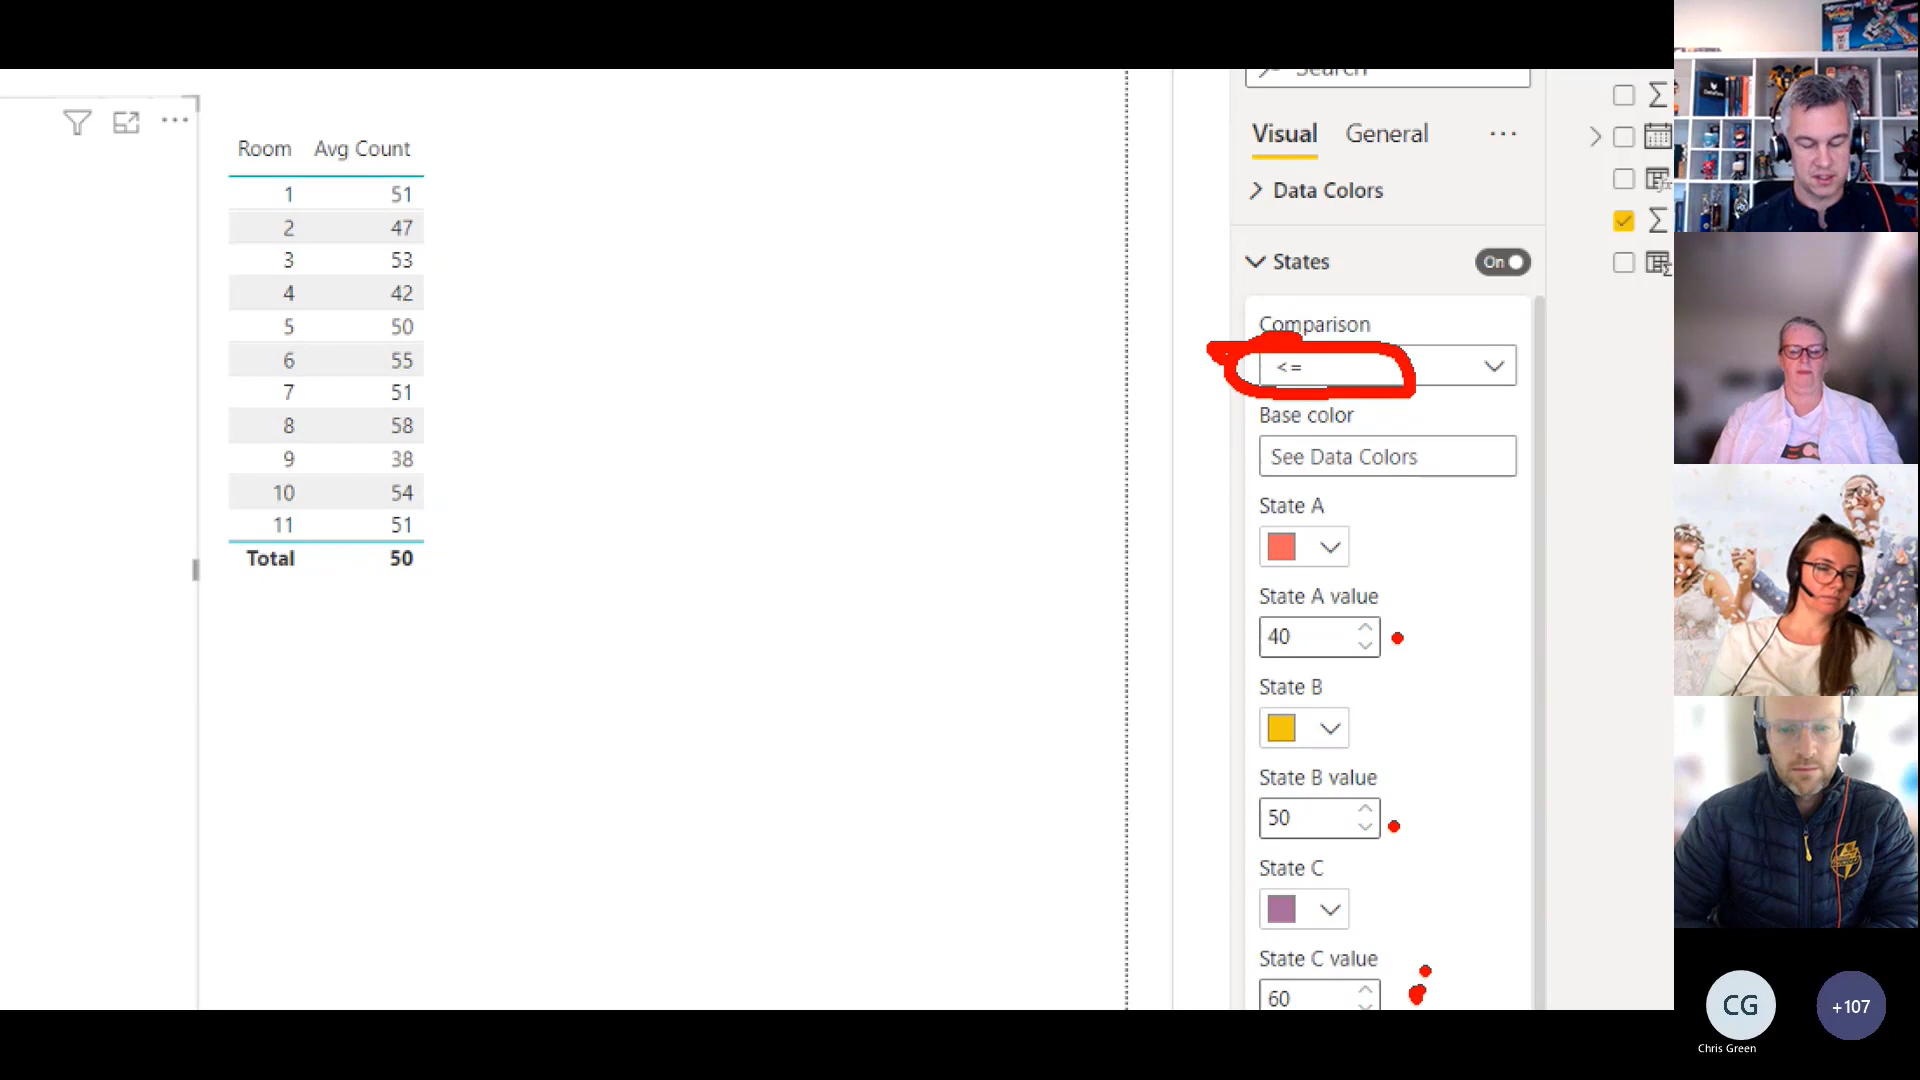 Room Avg Count
1 51
2 47
3 53
4 42
5 50
6 55
7 51
8 58
9 38
10 54
11 51
Total 50
Search
Visual General
Data Colors
States On
Comparison
<=
Base color
See Data Colors
State A
State A value
40
State B
State B value
50
State C
State C value
60
CG
Chris Green
+107